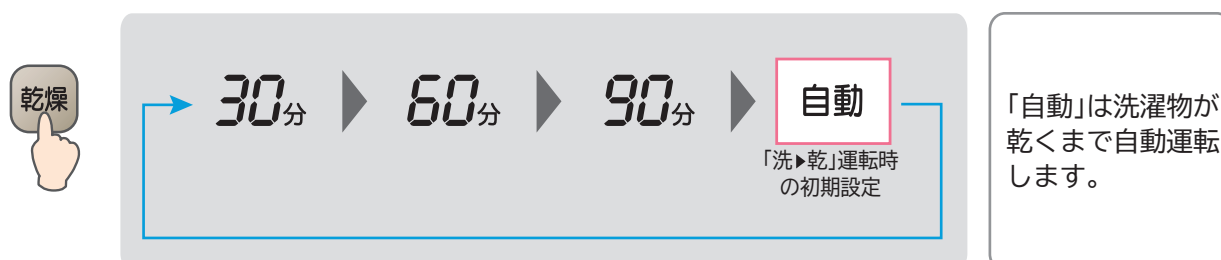 乾燥
30分 ▶ 60分 ▶ 90分 ▶ 自動
「洗▶乾」運転時
の初期設定
「自動」は洗濯物が
乾くまで自動運転
します。